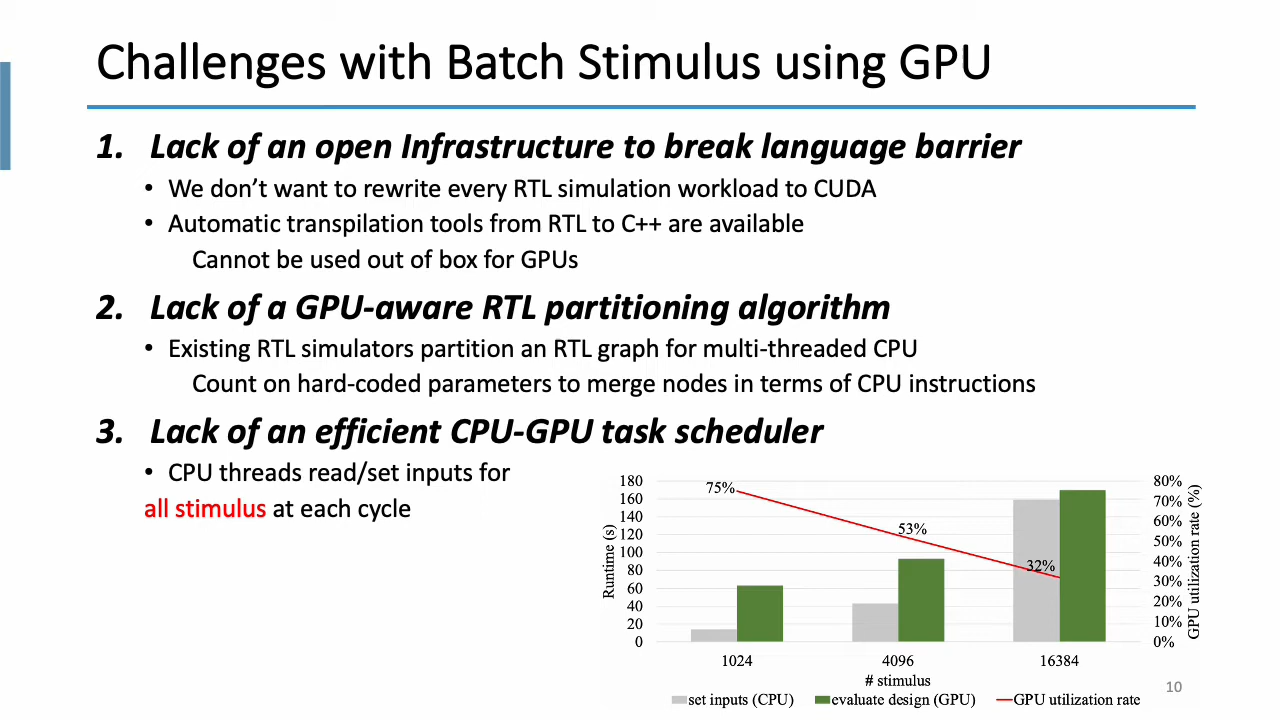 Challenges with Batch Stimulus using GPU
1. Lack of an open Infrastructure to break language barrier
• We don’t want to rewrite every RTL simulation workload to CUDA
• Automatic transpilation tools from RTL to C++ are available
Cannot be used out of box for GPUs
2. Lack of a GPU-aware RTL partitioning algorithm
• Existing RTL simulators partition an RTL graph for multi-threaded CPU
Count on hard-coded parameters to merge nodes in terms of CPU instructions
3. Lack of an efficient CPU-GPU task scheduler
• CPU threads read/set inputs for
all stimulus at each cycle
Runtime (s)
180
160
140
120
100
80
60
40
20
0
75%
53%
32%
80%
70%
60%
50%
40%
30%
20%
10%
0%
GPU utilization rate (%)
1024 4096 16384
# stimulus
set inputs (CPU) evaluate design (GPU) GPU utilization rate
10